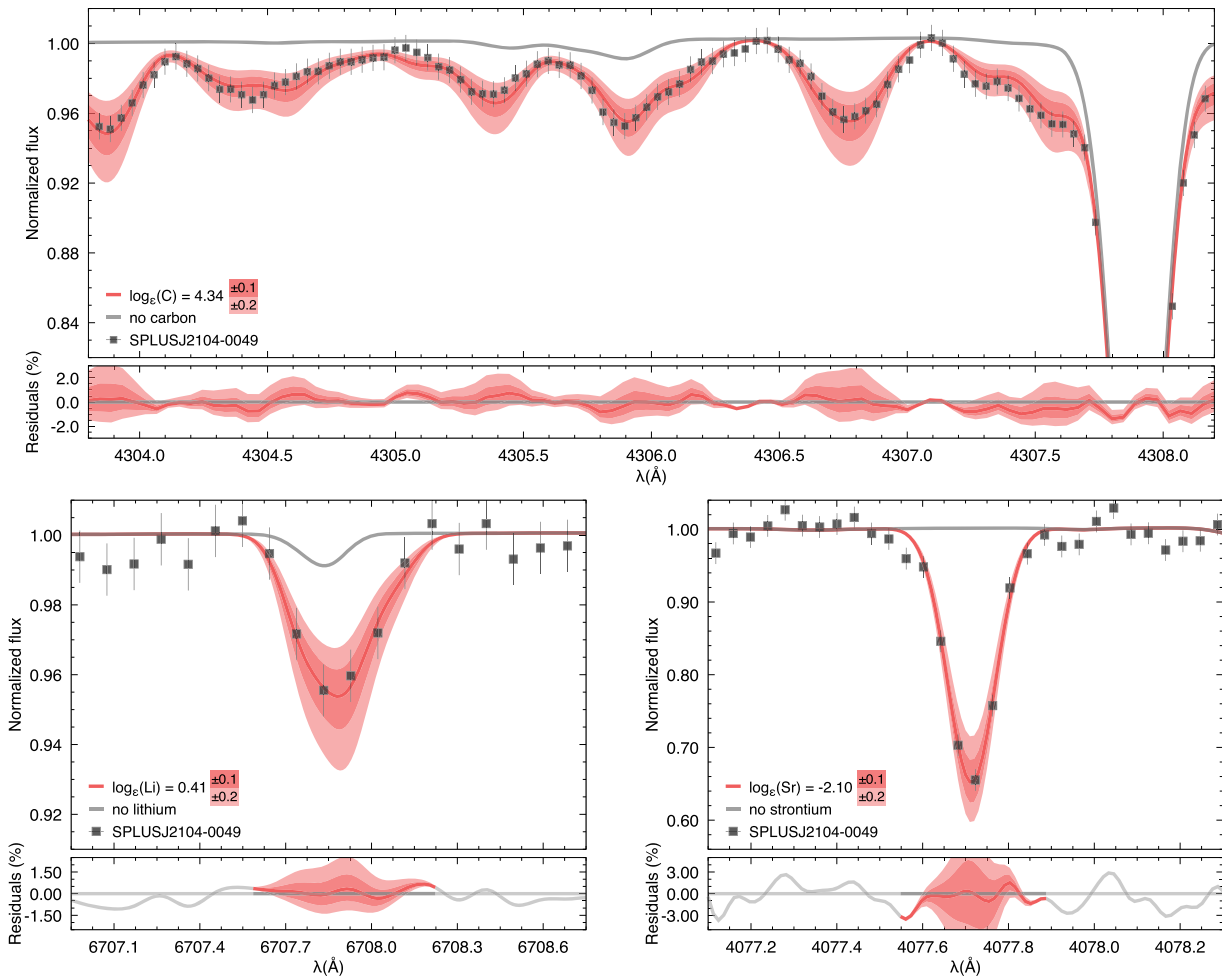 1.00
0.96
0.92
0.88
0.84
Normalized flux
logε(C) = 4.34 ±0.1
±0.2
no carbon
SPLUSJ2104-0049
2.0
0.0
-2.0
Residuals (%)
4304.0 4304.5 4305.0 4305.5 4306.0 4306.5 4307.0 4307.5 4308.0
λ(Å)
1.00
0.98
0.96
0.94
0.92
Normalized flux
logε(Li) = 0.41 ±0.1
±0.2
no lithium
SPLUSJ2104-0049
1.50
0.00
-1.50
Residuals (%)
6707.1 6707.4 6707.7 6708.0 6708.3 6708.6
λ(Å)
1.00
0.90
0.80
0.70
0.60
Normalized flux
logε(Sr) = -2.10 ±0.1
±0.2
no strontium
SPLUSJ2104-0049
3.00
0.00
-3.00
Residuals (%)
4077.2 4077.4 4077.6 4077.8 4078.0 4078.2
λ(Å)